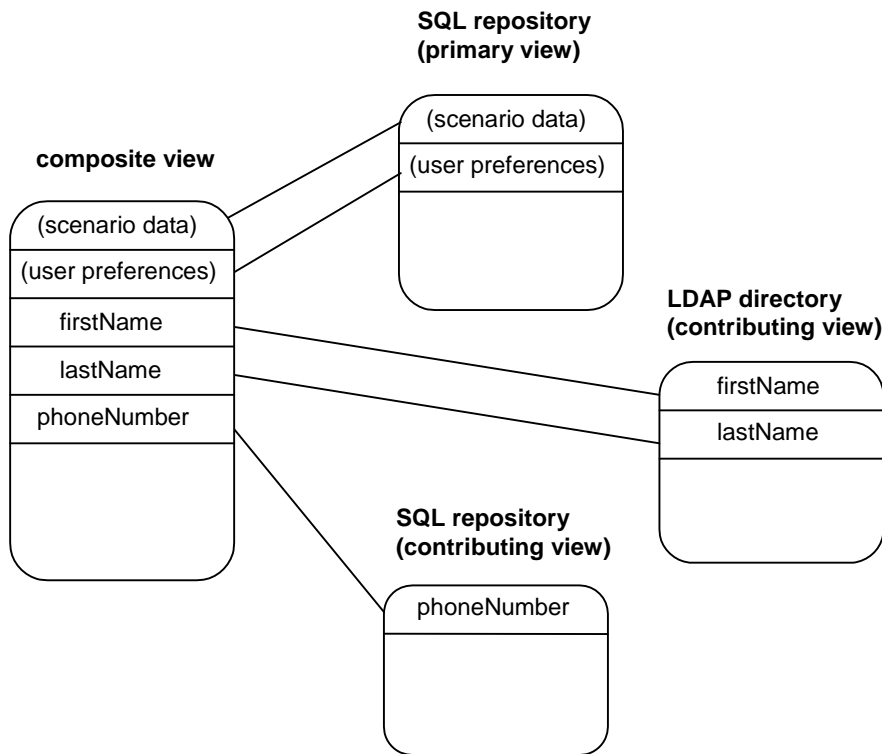 SQL repository
(primary view)
(scenario data)
(user preferences)
composite view
(scenario data)
(user preferences)
firstName
lastName
phoneNumber
LDAP directory
(contributing view)
firstName
lastName
SQL repository
(contributing view)
phoneNumber